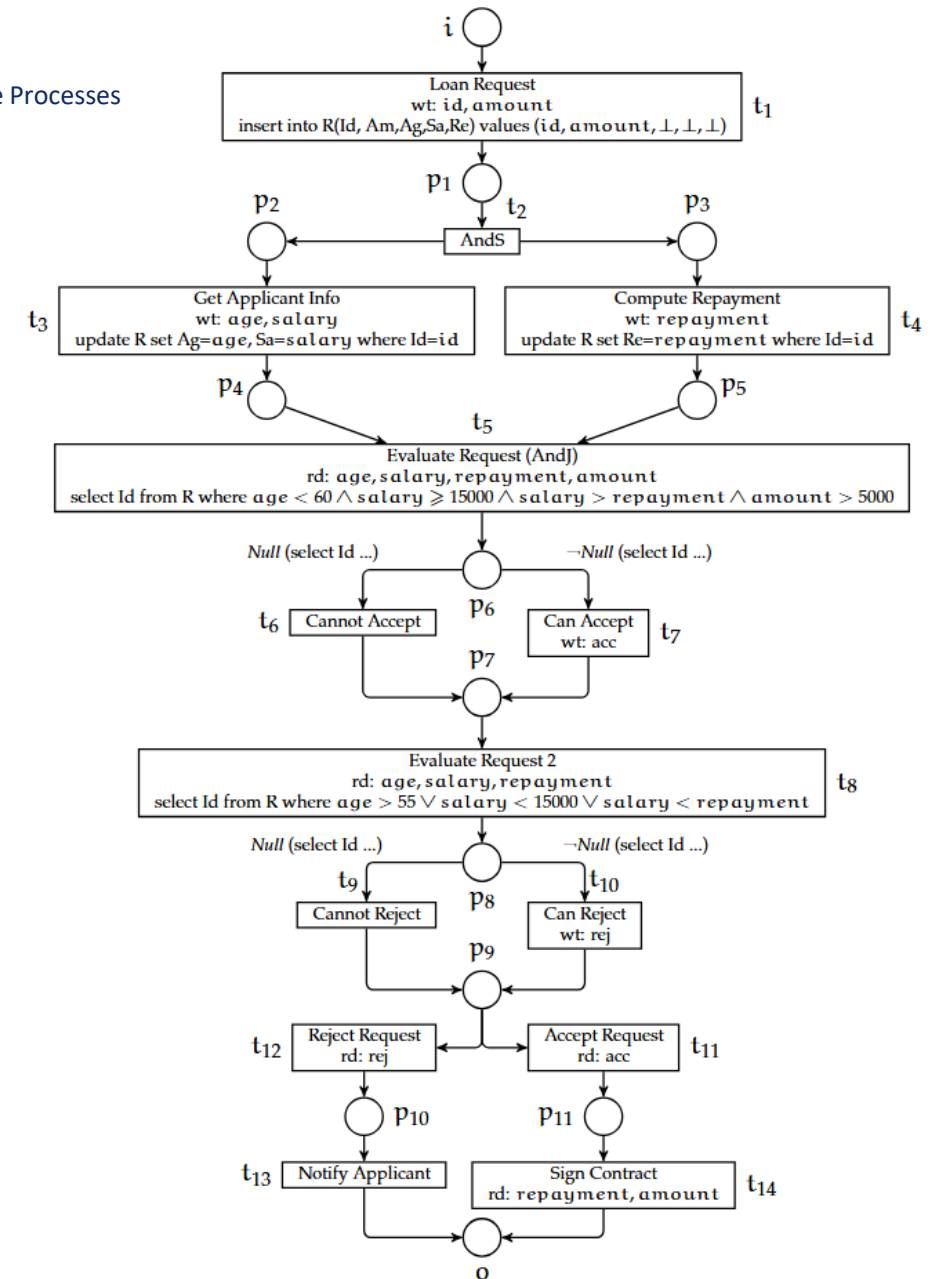 i
e Processes
Loan Request
wt: id, amount
insert into R(Id, Am,Ag,Sa,Re) values (id, amount, ⊥, ⊥, ⊥)
t1
p1
t2
p2
p3
AndS
Get Applicant Info
wt: age, salary
update R set Ag=age, Sa=salary where Id=id
t3
Compute Repayment
wt: repayment
update R set Re=repayment where Id=id
t4
p4
p5
t5
Evaluate Request (AndJ)
rd: age, salary, repayment, amount
select Id from R where age < 60 ∧ salary ⩾ 15000 ∧ salary > repayment ∧ amount > 5000
Null (select Id ...)
¬Null (select Id ...)
p6
t6
Cannot Accept
Can Accept
wt: acc
t7
p7
Evaluate Request 2
rd: age, salary, repayment
select Id from R where age > 55 ∨ salary < 15000 ∨ salary < repayment
t8
Null (select Id ...)
¬Null (select Id ...)
t9
p8
t10
Cannot Reject
Can Reject
wt: rej
p9
t12
Reject Request
rd: rej
Accept Request
rd: acc
t11
p10
p11
t13
Notify Applicant
Sign Contract
rd: repayment, amount
t14
o